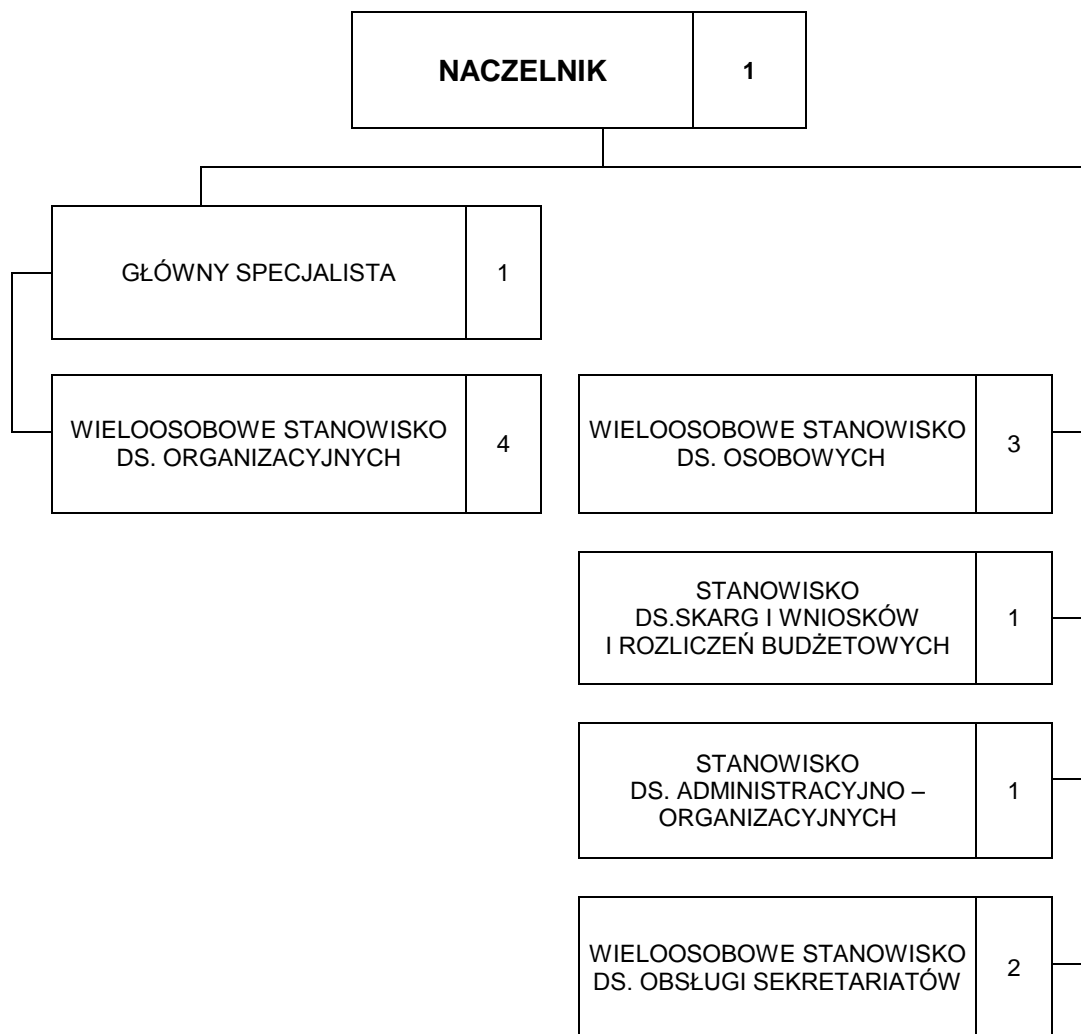 NACZELNIK 1
GŁÓWNY SPECJALISTA 1
WIELOOSOBOWE STANOWISKO
DS. ORGANIZACYJNYCH 4
WIELOOSOBOWE STANOWISKO
DS. OSOBOWYCH 3
STANOWISKO
DS.SKARG I WNIOSKÓW
I ROZLICZEŃ BUDŻETOWYCH 1
STANOWISKO
DS. ADMINISTRACYJNO –
ORGANIZACYJNYCH 1
WIELOOSOBOWE STANOWISKO
DS. OBSŁUGI SEKRETARIATÓW 2